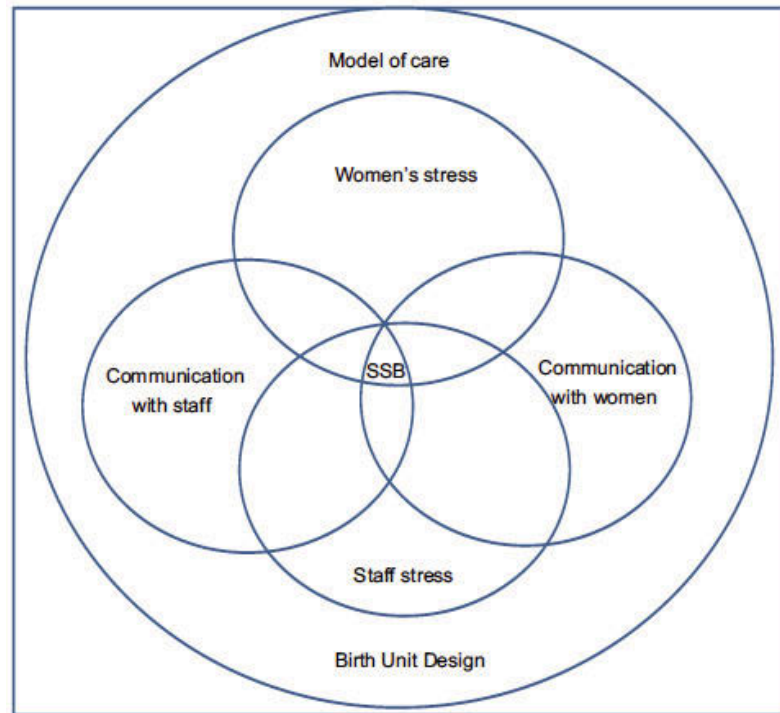 Model of care
Women's stress
Communication
with staff
SSB
Communication
with women
Staff stress
Birth Unit Design